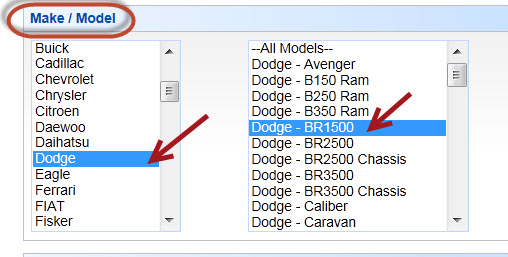 Make / Model
Buick
Cadillac
Chevrolet
Chrysler
Citroen
Daewoo
Daihatsu
Dodge
Eagle
Ferrari
FIAT
Fisker
--All Models--
Dodge - Avenger
Dodge - B150 Ram
Dodge - B250 Ram
Dodge - B350 Ram
Dodge - BR1500
Dodge - BR2500
Dodge - BR2500 Chassis
Dodge - BR3500
Dodge - BR3500 Chassis
Dodge - Caliber
Dodge - Caravan